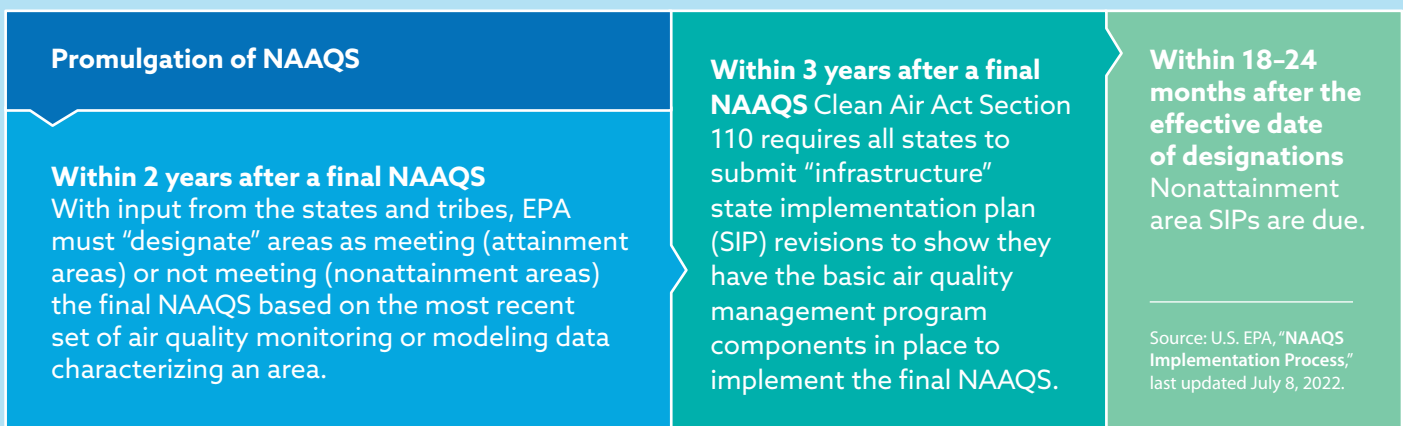 Promulgation of NAAQS
Within 2 years after a final NAAQS
With input from the states and tribes, EPA
must “designate” areas as meeting (attainment
areas) or not meeting (nonattainment areas)
the final NAAQS based on the most recent
set of air quality monitoring or modeling data
characterizing an area.
Within 3 years after a final
NAAQS Clean Air Act Section
110 requires all states to
submit “infrastructure”
state implementation plan
(SIP) revisions to show they
have the basic air quality
management program
components in place to
implement the final NAAQS.
Within 18–24
months after the
effective date
of designations
Nonattainment
area SIPs are due.
Source: U.S. EPA, “NAAQS
Implementation Process,”
last updated July 8, 2022.